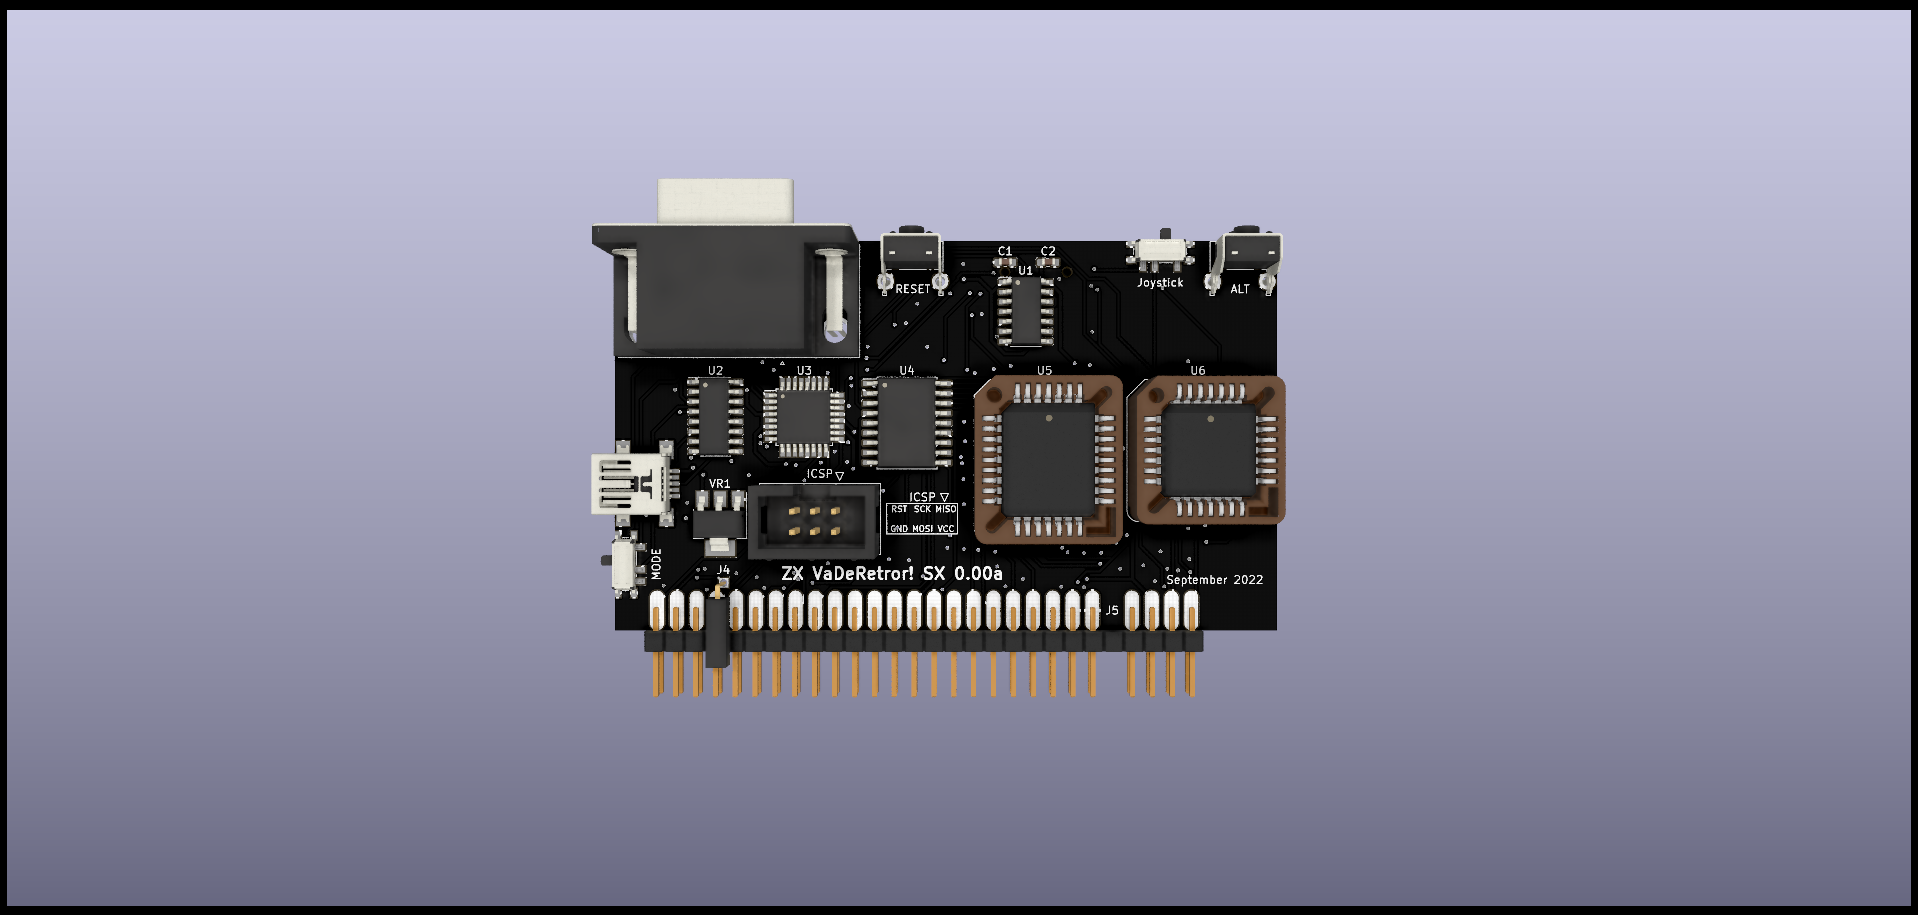 C1 C2
U1
RESET
Joystick
ALT
U2
U3
U4
U5
U6
ICSP
VR1
ICSP
RST SCK MISO
GND MOSI VCC
MODE
J4
ZX VaDeRetror! SX 0.00a
September 2022
J5